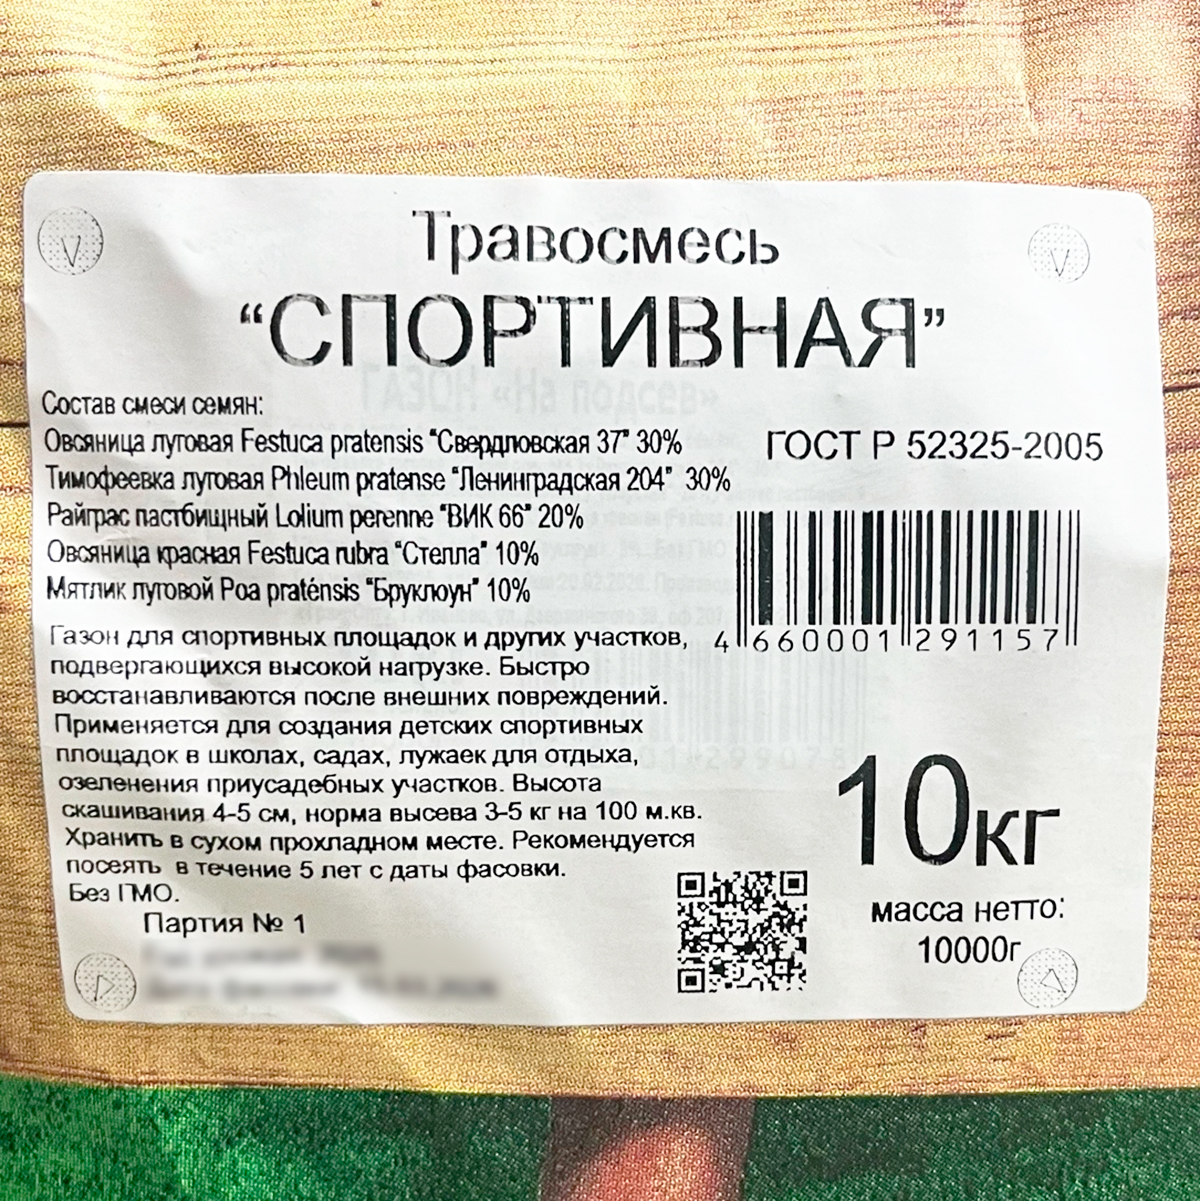 Травосмесь
“СПОРТИВНАЯ”
Состав смеси семян:
Овсяница луговая Festuca pratensis "Свердловская 37" 30%
Тимофеевка луговая Phleum pratense "Ленинградская 204" 30%
Райграс пастбищный Lolium perenne "ВИК 66" 20%
Овсяница красная Festuca rubra "Стелла" 10%
Мятлик луговой Poa praténsis "Бруклоун" 10%
ГОСТ Р 52325-2005
4 660001 291157
Газон для спортивных площадок и других участков,
подвергающихся высокой нагрузке. Быстро
восстанавливаются после внешних повреждений.
Применяется для создания детских спортивных
площадок в школах, садах, лужаек для отдыха,
озеленения приусадебных участков. Высота
скашивания 4-5 см, норма высева 3-5 кг на 100 м.кв.
Хранить в сухом прохладном месте. Рекомендуется
посеять в течение 5 лет с даты фасовки.
Без ГМО.
Партия № 1
10кг
масса нетто:
10000г
ГАЗОН «На подсев»